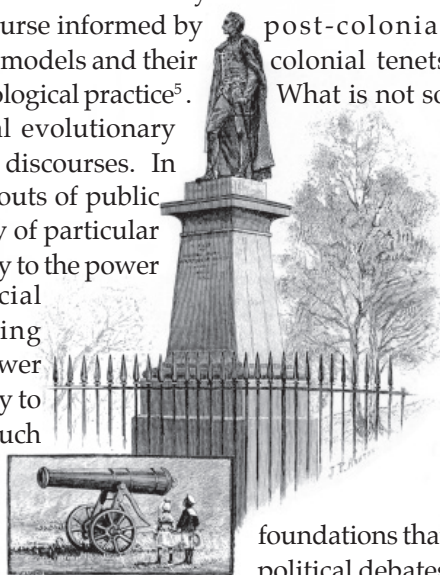 urse informed by
models and their
ological practice⁵.
l evolutionary
discourses. In
outs of public
y of particular
y to the power
cial
ing
wer
y to
uch
post-colonia
colonial tenets
What is not so
foundations tha
political debates